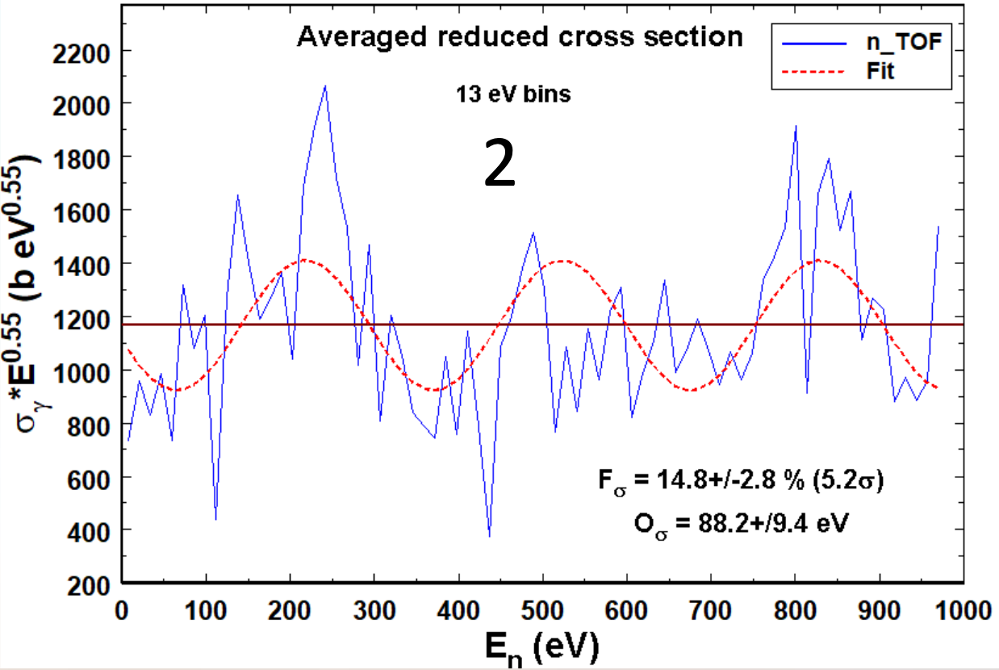 Averaged reduced cross section
n_TOF
Fit
13 eV bins
2
2200
2000
1800
1600
1400
1200
1000
800
600
400
200
σγ*E0.55 (b eV0.55)
Fσ = 14.8+/-2.8 % (5.2σ)
Oσ = 88.2+/9.4 eV
0 100 200 300 400 500 600 700 800 900 1000
En (eV)